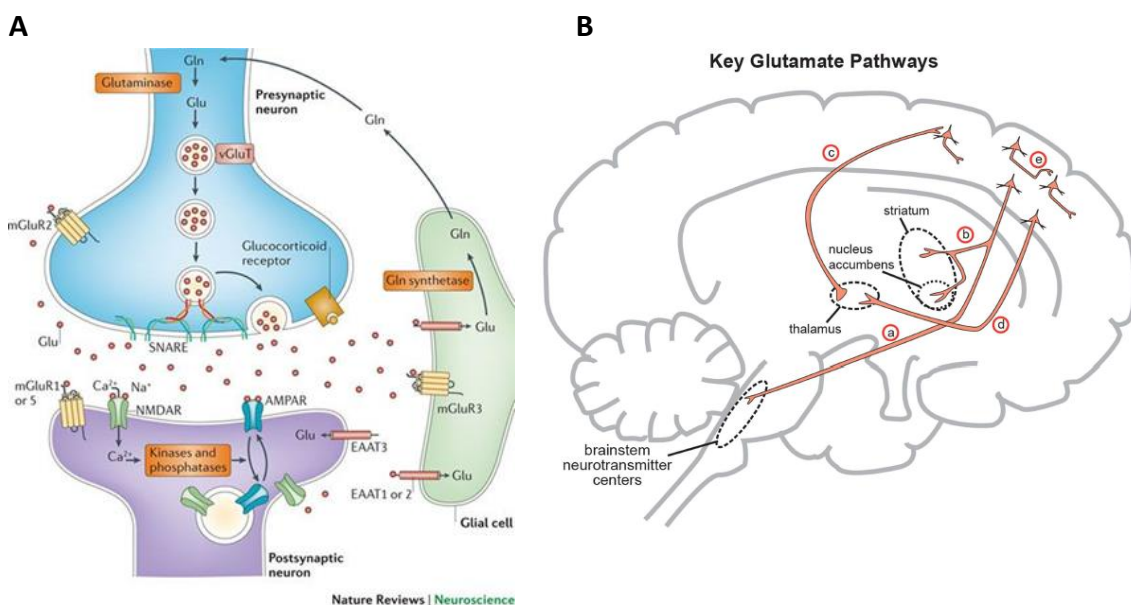 A
Gln
Glutaminase
Glu
Presynaptic
neuron
Gln
vGluT
mGluR2
Glucocorticoid
receptor
Gln
Gln synthetase
Glu
Glu
SNARE
mGluR1
or 5
Ca²⁺
Na⁺
NMDAR
AMPAR
mGluR3
Ca²⁺
Kinases and
phosphatases
Glu
EAAT3
EAAT1 or 2
Glu
Glial cell
Postsynaptic
neuron
Nature Reviews | Neuroscience
B
Key Glutamate Pathways
c
e
striatum
b
nucleus
accumbens
thalamus
a
d
brainstem
neurotransmitter
centers